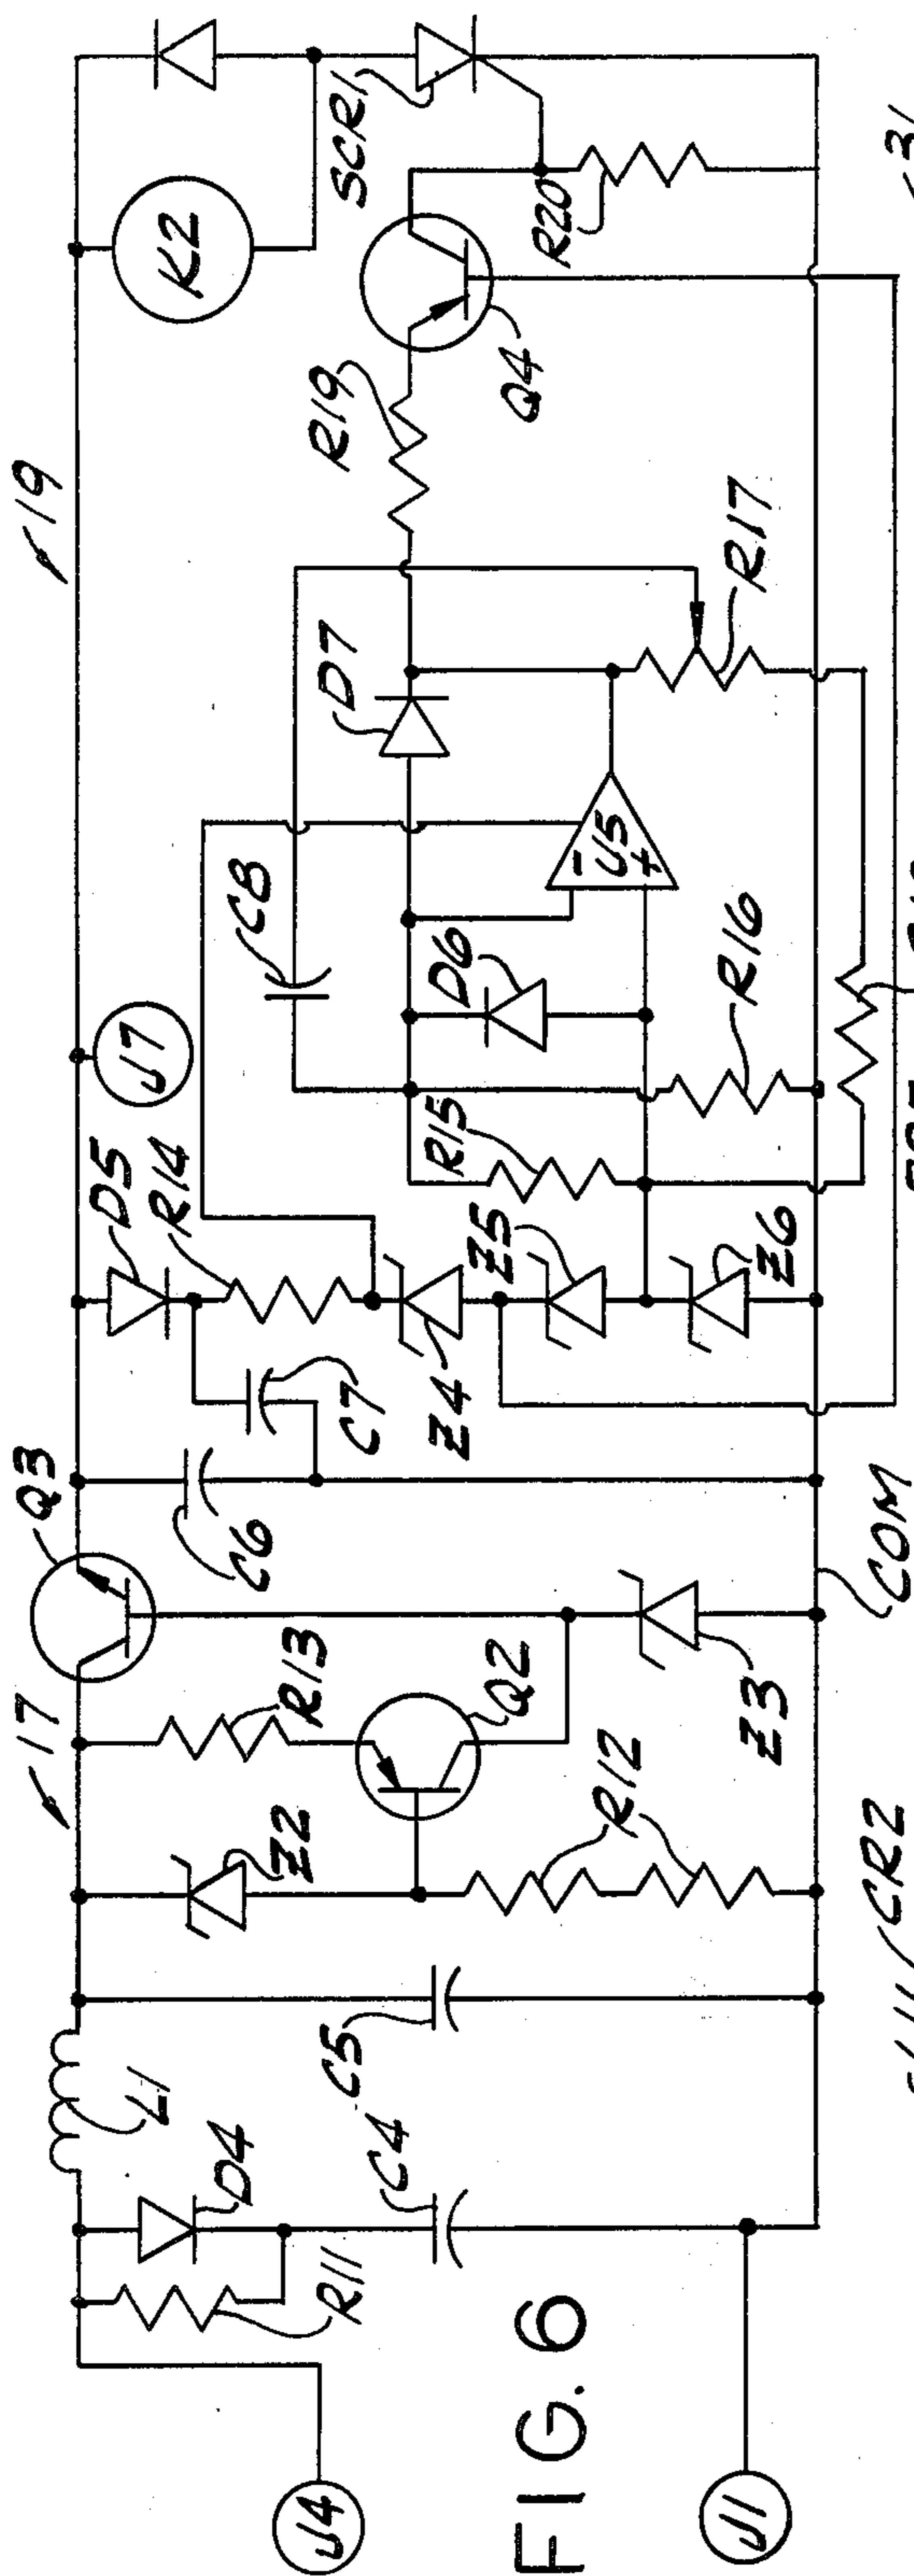 17
19
Q3
L1
D4
R11
Z2
R13
D5
R14
J7
K2
SCR1
C6
C7
C8
D7
R19
Q4
R20
J4
C4
C5
Q2
R12
Z4
Z5
R15
D6
-
U5
+
R17
FIG. 6
Z3
Z6
R16
J1
COM
CR2
31